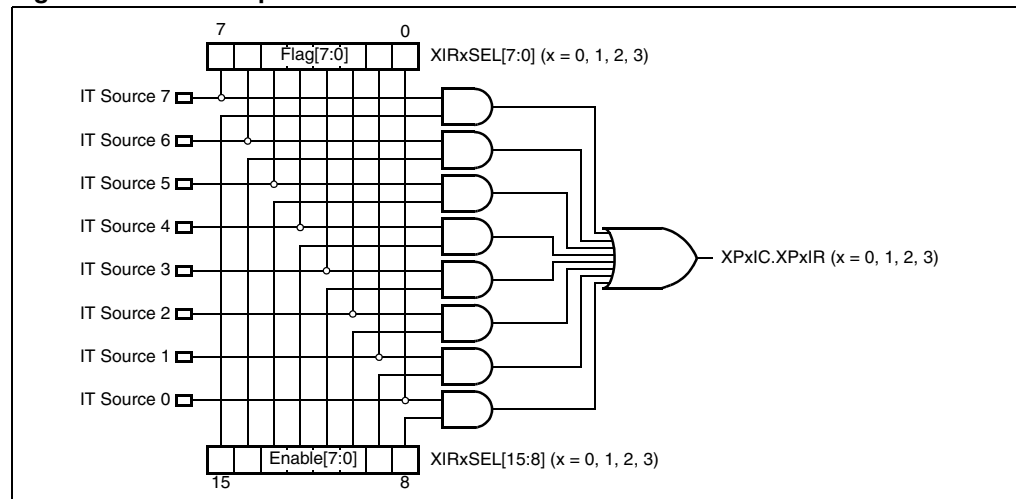 7 0
Flag[7:0] XIRxSEL[7:0] (x = 0, 1, 2, 3)
IT Source 7
IT Source 6
IT Source 5
IT Source 4
IT Source 3
IT Source 2
IT Source 1
IT Source 0
XPxIC.XPxIR (x = 0, 1, 2, 3)
Enable[7:0] XIRxSEL[15:8] (x = 0, 1, 2, 3)
15 8